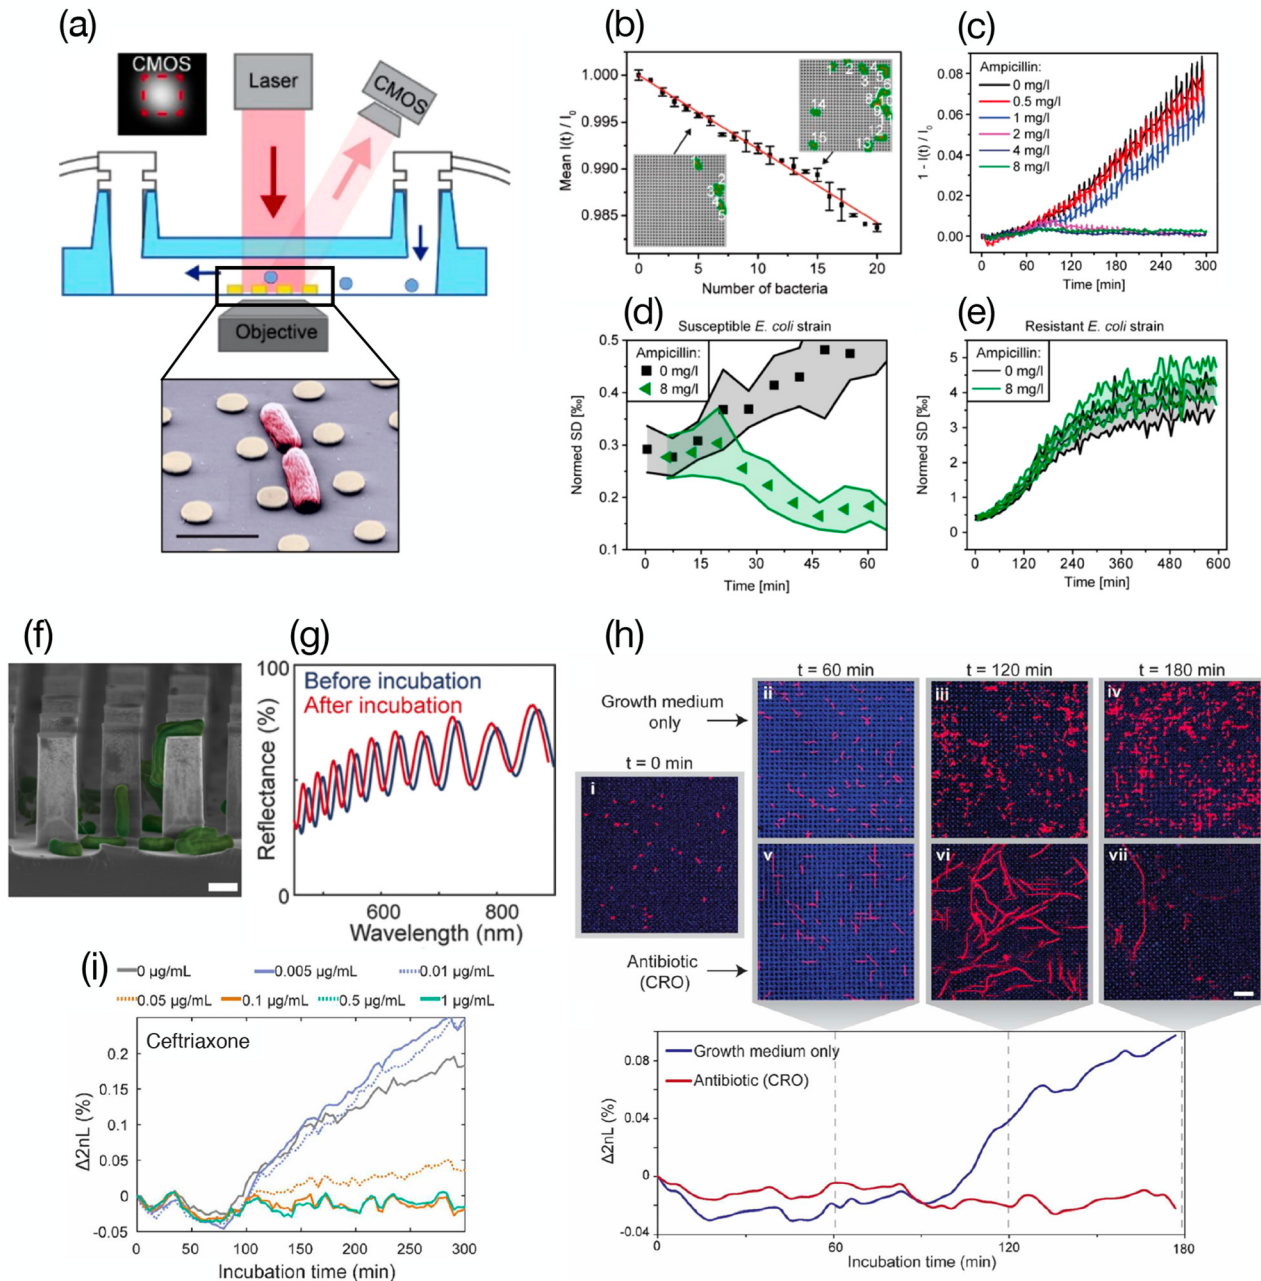 (a)
CMOS
Laser
CMOS
Objective
(b)
Mean I(t) / I₀
1.000
0.995
0.990
0.985
0 5 10 15 20
Number of bacteria
(c)
1 - I(t) / I₀
Ampicillin:
0 mg/l
0.5 mg/l
1 mg/l
2 mg/l
4 mg/l
8 mg/l
0.08
0.06
0.04
0.02
0.00
0 60 120 180 240 300
Time [min]
(d)
Susceptible E. coli strain
Normed SD [‰]
Ampicillin:
0 mg/l
8 mg/l
0.5
0.4
0.3
0.2
0.1
0 15 30 45 60
Time [min]
(e)
Resistant E. coli strain
Normed SD [‰]
Ampicillin:
0 mg/l
8 mg/l
5
4
3
2
1
0
0 120 240 360 480 600
Time [min]
(f)
(g)
Reflectance (%)
100
0
Before incubation
After incubation
600 800
Wavelength (nm)
(h)
t = 60 min t = 120 min t = 180 min
Growth medium
only
t = 0 min
i
ii
iii
iv
v
vi
vii
Antibiotic
(CRO)
Growth medium only
Antibiotic (CRO)
Δ2nL (%)
0.08
0.04
0
-0.04
0 60 120 180
Incubation time (min)
(i)
0 µg/mL 0.005 µg/mL 0.01 µg/mL
0.05 µg/mL 0.1 µg/mL 0.5 µg/mL 1 µg/mL
Ceftriaxone
Δ2nL (%)
0.2
0.15
0.1
0.05
0
-0.05
0 50 100 150 200 250 300
Incubation time (min)